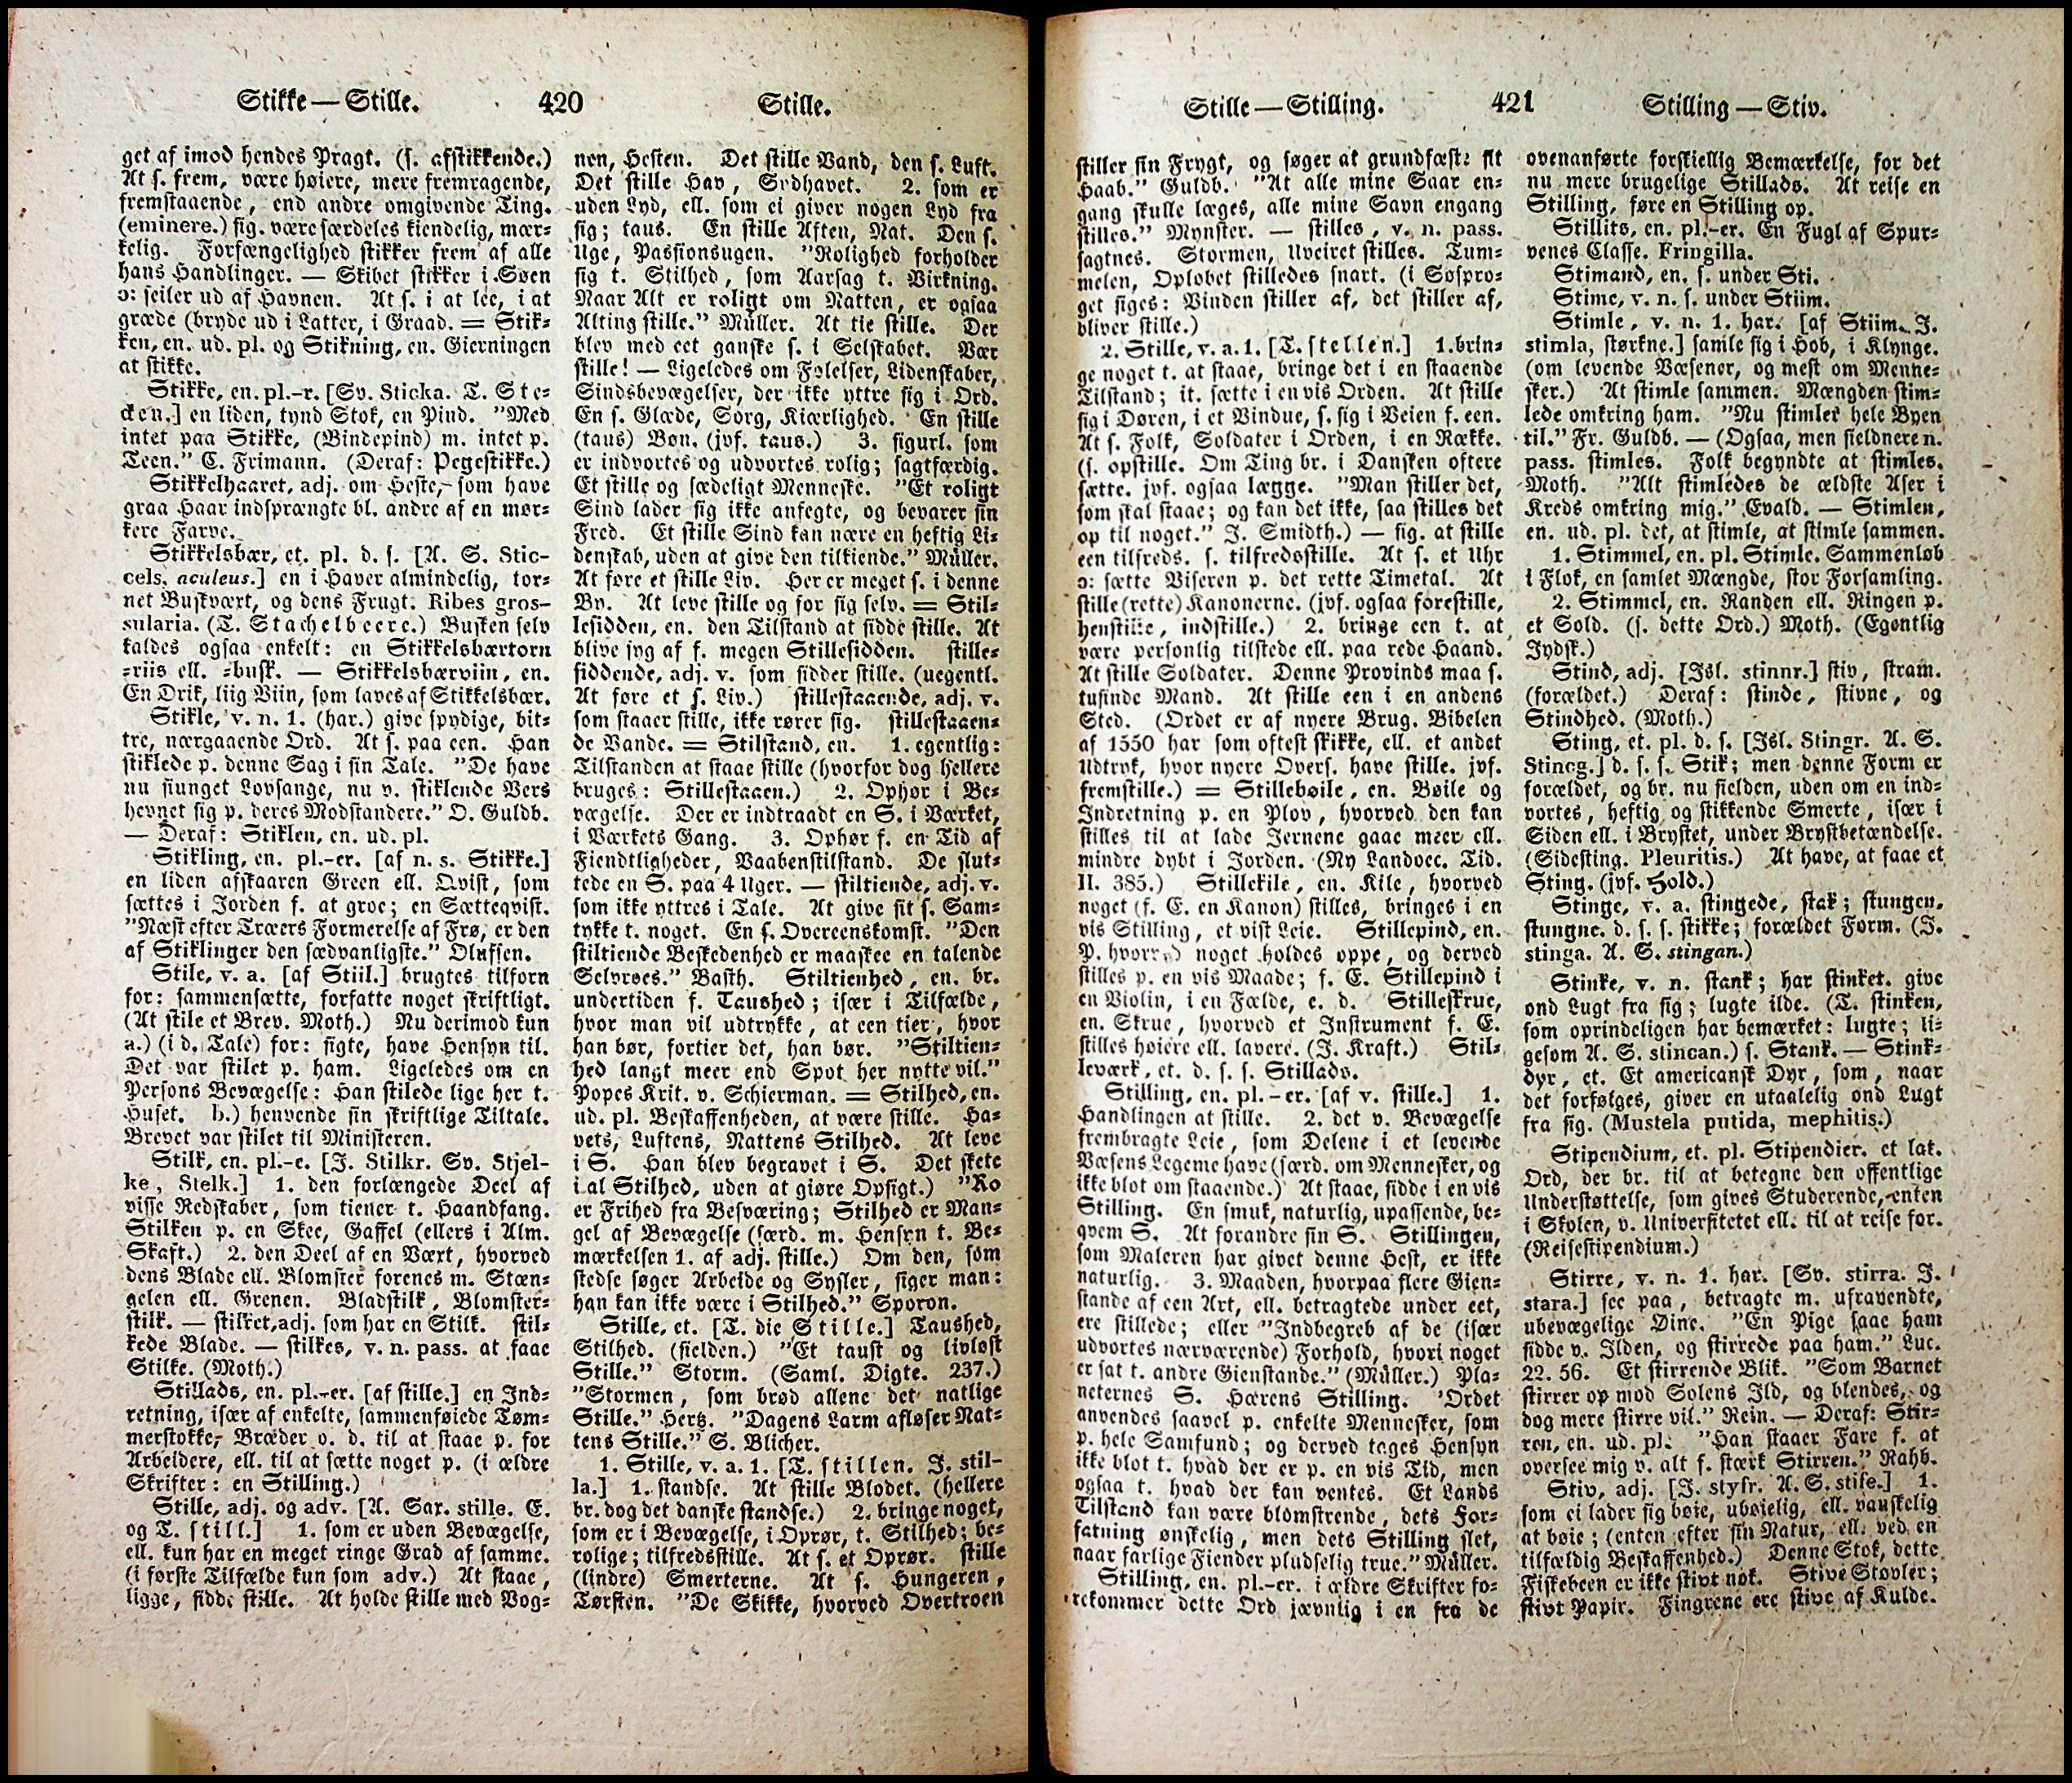 Stikke — Stille. 420 Stille.
get af imod hendes Pragt. (s. afstikkende.)
At s. frem, være høiere, mere fremragende,
fremstaaende, end andre omgivende Ting.
(eminere.) fig. være særdeles kiendelig, mær=
kelig. Forfængelighed stikker frem af alle
hans Handlinger. — Skibet stikker i Søen
ɔ: seiler ud af Havnen. At s. i at lee, i at
græde (bryde ud i Latter, i Graad. = Stik=
ken, en. ud. pl. og Stikning, en. Gierningen
at stikke.
Stikke, en. pl.-r. [Sv. Sticka. T. Ste=
cken.] en liden, tynd Stok, en Pind. "Med
intet paa Stikke, (Bindepind) m. intet p.
Teen." C. Frimann. (Deraf: Pegestikke.)
Stikkelhaaret, adj. om Heste, som have
graa Haar indsprængte bl. andre af en mør=
kere Farve.
Stikkelsbær, et. pl. d. s. [A. S. Stic-
cels, aculeus.] en i Haver almindelig, tor=
net Buskvært, og dens Frugt. Ribes gros-
sularia. (T. Stachelbeere.) Busken selv
kaldes ogsaa enkelt: en Stikkelsbærtorn
=riis ell. =busk. — Stikkelsbærviin, en.
En Drik, liig Viin, som laves af Stikkelsbær.
Stikle, v. n. 1. (har.) give spydige, bit=
tre, nærgaaende Ord. At s. paa een. Han
stiklede p. denne Sag i sin Tale. "De have
nu siunget Lovsange, nu v. stiklende Vers
hevnet sig p. deres Modstandere." O. Guldb.
— Deraf: Stiklen, en. ud. pl.
Stikling, en. pl.-er. [af n. s. Stikke.]
en liden afskaaren Green ell. Qvist, som
sættes i Jorden f. at groe; en Sætteqvist.
"Næst efter Træers Formerelse af Frø, er den
af Stiklinger den sædvanligste." Olufsen.
Stile, v. a. [af Stiil.] brugtes tilforn
for: sammensætte, forfatte noget skriftligt.
(At stile et Brev. Moth.) Nu derimod kun
a.) (i d. Tale) for: sigte, have Hensyn til.
Det var stilet p. ham. Ligeledes om en
Persons Bevægelse: Han stilede lige her t.
Huset. b.) henvende sin skriftlige Tiltale.
Brevet var stilet til Ministeren.
Stilk, en. pl.-e. [J. Stilkr. Sv. Stjel-
ke, Stelk.] 1. den forlængede Deel af
visse Redskaber, som tiener t. Haandfang.
Stilken p. en Skee, Gaffel (ellers i Alm.
Skaft.) 2. den Deel af en Vært, hvorved
dens Blade ell. Blomster forenes m. Stæn=
gelen ell. Grenen. Bladstilk, Blomster=
stilk. — stilket, adj. som har en Stilk. stil=
kede Blade. — stilkes, v. n. pass. at faae
Stilke. (Moth.)
Stillads, en. pl.-er. [af stille.] en Ind=
retning, især af enkelte, sammenføiede Tøm=
merstokke, Bræder o. d. til at staae p. for
Arbeidere, ell. til at sætte noget p. (i ældre
Skrifter: en Stilling.)
Stille, adj. og adv. [A. Sax. stille. E.
og T. still.] 1. som er uden Bevægelse,
ell. kun har en meget ringe Grad af samme.
(i første Tilfælde kun som adv.) At staae,
ligge, sidde stille. At holde stille med Vog=
nen, Hesten. Det stille Vand, den s. Luft.
Det stille Hav, Sydhavet. 2. som er
uden Lyd, ell. som ei giver nogen Lyd fra
sig; taus. En stille Aften, Nat. Den s.
Uge, Passionsugen. "Rolighed forholder
sig t. Stilhed, som Aarsag t. Virkning.
Naar Alt er roligt om Natten, er ogsaa
Alting stille." Müller. At tie stille. Der
blev med eet ganske s. i Selskabet. Vær
stille! — Ligeledes om Følelser, Lidenskaber,
Sindsbevægelser, der ikke yttre sig i Ord.
En s. Glæde, Sorg, Kiærlighed. En stille
(taus) Bøn. (jvf. taus.) 3. figurl. som
er indvortes og udvortes rolig; sagtfærdig.
Et stille og sædeligt Menneske. "Et roligt
Sind lader sig ikke anfegte, og bevarer sin
Fred. Et stille Sind kan nære en heftig Li=
denskab, uden at give den tilkiende." Müller.
At føre et stille Liv. Her er meget s. i denne
By. At leve stille og for sig selv. = Stil=
lesidden, en. den Tilstand at sidde stille. At
blive syg af f. megen Stillesidden. stille=
siddende, adj. v. som sidder stille. (uegentl.
At føre et s. Liv.) stillestaaende, adj. v.
som staaer stille, ikke rører sig. stillestaaen=
de Vande. = Stilstand, en. 1. egentlig:
Tilstanden at staae stille (hvorfor dog hellere
bruges: Stillestaaen.) 2. Ophør i Be=
vægelse. Der er indtraadt en S. i Værket,
i Værkets Gang. 3. Ophør f. en Tid af
Fiendtligheder, Vaabenstilstand. De slut=
tede en S. paa 4 Uger. — stiltiende, adj. v.
som ikke yttres i Tale. At give sit s. Sam=
tykke t. noget. En s. Overeenskomst. "Den
stiltiende Beskedenhed er maaskee en talende
Selvroes." Basth. Stiltienhed, en. br.
undertiden f. Taushed; især i Tilfælde,
hvor man vil udtrykke, at een tier, hvor
han bør, fortier det, han bør. "Stiltien=
hed langt meer end Spot her nytte vil."
Popes Krit. v. Schierman. = Stilhed, en.
ud. pl. Beskaffenheden, at være stille. Ha=
vets, Luftens, Nattens Stilhed. At leve
i S. Han blev begravet i S. Det skete
i al Stilhed, uden at giøre Opsigt.) "Ro
er Frihed fra Besværing; Stilhed er Man=
gel af Bevægelse (særd. m. Hensyn t. Be=
mærkelsen 1. af adj. stille.) Om den, som
stedse søger Arbeide og Sysler, siger man:
han kan ikke være i Stilhed." Sporon.
Stille, et. [T. die Stille.] Taushed,
Stilhed. (sielden.) "Et taust og livløst
Stille." Storm. (Saml. Digte. 237.)
"Stormen, som brød allene det natlige
Stille." Hertz. "Dagens Larm afløser Nat=
tens Stille." S. Blicher.
1. Stille, v. a. 1. [T. stillen. J. stil-
la.] 1. standse. At stille Blodet. (hellere
br. dog det danske standse.) 2. bringe noget,
som er i Bevægelse, i Oprør, t. Stilhed; be=
rolige; tilfredsstille. At s. et Oprør. stille
(lindre) Smerterne. At s. Hungeren,
Tørsten. "De Skikke, hvorved Overtroen
Stille — Stilling. 421 Stilling — Stiv.
stiller sin Frygt, og søger at grundfæste sit
Haab." Guldb. "At alle mine Saar en=
gang skulle læges, alle mine Savn engang
stilles." Mynster. — stilles, v. n. pass.
sagtnes. Stormen, Uveiret stilles. Tum=
melen, Opløbet stilledes snart. (i Søspro=
get siges: Vinden stiller af, det stiller af,
bliver stille.)
2. Stille, v. a. 1. [T. stellen.] 1. brin=
ge noget t. at staae, bringe det i en staaende
Tilstand; it. sætte i en vis Orden. At stille
sig i Døren, i et Vindue, s. sig i Veien f. een.
At s. Folk, Soldater i Orden, i en Række.
(s. opstille. Om Ting br. i Dansken oftere
sætte. jvf. ogsaa lægge. "Man stiller det,
som skal staae; og kan det ikke, saa stilles det
op til noget." J. Smidth.) — fig. at stille
een tilfreds. s. tilfredsstille. At s. et Uhr
ɔ: sætte Viseren p. det rette Timetal. At
stille (rette) Kanonerne. (jvf. ogsaa forestille,
henstille, indstille.) 2. bringe een t. at
være personlig tilstede ell. paa rede Haand.
At stille Soldater. Denne Provinds maa s.
tusinde Mand. At stille een i en andens
Sted. (Ordet er af nyere Brug. Bibelen
af 1550 har som oftest skikke, ell. et andet
Udtryk, hvor nyere Overs. have stille. jvf.
fremstille.) = Stillebøile, en. Bøile og
Indretning p. en Plov, hvorved den kan
stilles til at lade Jernene gaae meer ell.
mindre dybt i Jorden. (Ny Landoec. Tid.
II. 385.) Stillekile, en. Kile, hvorved
noget (f. E. en Kanon) stilles, bringes i en
vis Stilling, et vist Leie. Stillepind, en.
P. hvorved noget holdes oppe, og derved
stilles p. en vis Maade; f. E. Stillepind i
en Violin, i en Fælde, e. d. Stilleskrue,
en. Skrue, hvorved et Instrument f. E.
stilles høiere ell. lavere. (J. Kraft.) Stil=
leværk, et. d. s. s. Stillads.
Stilling, en. pl.-er. [af v. stille.] 1.
Handlingen at stille. 2. det v. Bevægelse
frembragte Leie, som Delene i et levende
Væsens Legeme have (særd. om Mennesker, og
ikke blot om staaende.) At staae, sidde i en vis
Stilling. En smuk, naturlig, upassende, be=
qvem S. At forandre sin S. Stillingen,
som Maleren har givet denne Hest, er ikke
naturlig. 3. Maaden, hvorpaa flere Gien=
stande af een Art, ell. betragtede under eet,
ere stillede; eller "Indbegreb af de (især
udvortes nærværende) Forhold, hvori noget
er sat t. andre Gienstande." (Müller.) Pla=
neternes S. Hærens Stilling. 'Ordet
anvendes saavel p. enkelte Mennesker, som
p. hele Samfund; og derved tages Hensyn
ikke blot t. hvad der er p. en vis Tid, men
ogsaa t. hvad der kan ventes. Et Lands
Tilstand kan være blomstrende, dets For=
fatning ønskelig, men dets Stilling slet,
naar farlige Fiender pludselig true." Müller.
Stilling, en. pl.-er. i ældre Skrifter fo=
rekommer dette Ord jævnlig i en fra de
ovenanførte forskiellig Bemærkelse, for det
nu mere brugelige Stillads. At reise en
Stilling, føre en Stilling op.
Stillits, en. pl.-er. En Fugl af Spur=
venes Classe. Fringilla.
Stimand, en. s. under Sti.
Stime, v. n. s. under Stiim.
Stimle, v. n. 1. har. [af Stiim. J.
stimla, størkne.] samle sig i Hob, i Klynge.
(om levende Væsener, og mest om Menne=
sker.) At stimle sammen. Mængden stim=
lede omkring ham. "Nu stimler hele Byen
til." Fr. Guldb. — (Ogsaa, men sieldnere n.
pass. stimles. Folk begyndte at stimles.
Moth. "Alt stimledes de ældste Aser i
Kreds omkring mig." Evald. — Stimlen,
en. ud. pl. det, at stimle, at stimle sammen.
1. Stimmel, en. pl. Stimle. Sammenløb
i Flok, en samlet Mængde, stor Forsamling.
2. Stimmel, en. Randen ell. Ringen p.
et Sold. (s. dette Ord.) Moth. (Egentlig
Jydsk.)
Stind, adj. [Isl. stinnr.] stiv, stram.
(forældet.) Deraf: stinde, stivne, og
Stindhed. (Moth.)
Sting, et. pl. d. s. [Isl. Stingr. A. S.
Stincg.] d. s. s. Stik; men denne Form er
forældet, og br. nu sielden, uden om en ind=
vortes, heftig og stikkende Smerte, især i
Siden ell. i Brystet, under Brystbetændelse.
(Sidesting. Pleuritis.) At have, at faae et
Sting. (jvf. Hold.)
Stinge, v. a. stingede, stak; stungen,
stungne. d. s. s. stikke; forældet Form. (J.
stinga. A. S. stingan.)
Stinke, v. n. stank; har stinket. give
ond Lugt fra sig; lugte ilde. (T. stinken,
som oprindeligen har bemærket: lugte; li=
gesom A. S. stincan.) s. Stank. — Stink=
dyr, et. Et americansk Dyr, som, naar
det forfølges, giver en utaalelig ond Lugt
fra sig. (Mustela putida, mephitis.)
Stipendium, et. pl. Stipendier. et lat.
Ord, der br. til at betegne den offentlige
Understøttelse, som gives Studerende, enten
i Skolen, v. Universitetet ell. til at reise for.
(Reisestipendium.)
Stirre, v. n. 1. har. [Sv. stirra. J.
stara.] see paa, betragte m. ufravendte,
ubevægelige Øine. "En Pige saae ham
sidde v. Ilden, og stirrede paa ham." Luc.
22. 56. Et stirrende Blik. "Som Barnet
stirrer op mod Solens Ild, og blendes, og
dog mere stirre vil." Rein. — Deraf: Stir=
ren, en. ud. pl. "Han staaer Fare f. at
oversee mig v. alt f. stærk Stirren." Rahb.
Stiv, adj. [J. styfr. A. S. stife.] 1.
som ei lader sig bøie, ubøielig, ell. vanskelig
at bøie; (enten efter sin Natur, ell. ved en
tilfældig Beskaffenhed.) Denne Stok, dette
Fiskebeen er ikke stivt nok. Stive Støvler;
stivt Papir. Fingrene ere stive af Kulde.